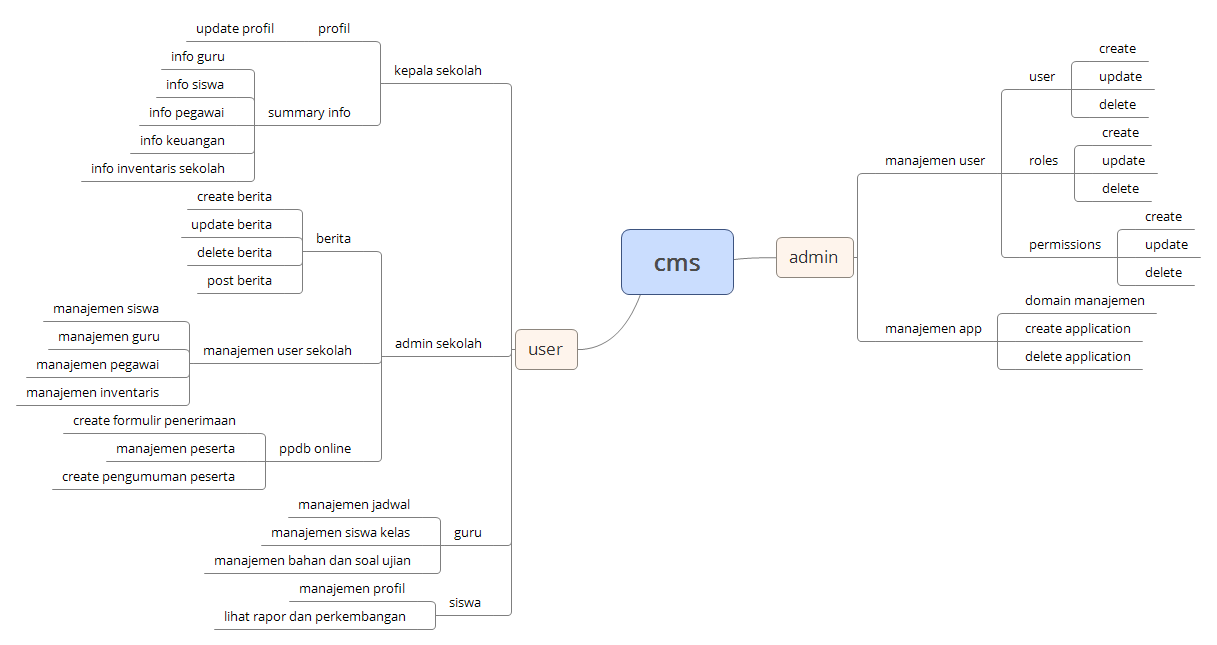 cms
admin
manajemen user
user
create
update
delete
roles
create
update
delete
permissions
create
update
delete
manajemen app
domain manajemen
create application
delete application
user
kepala sekolah
profil
update profil
summary info
info guru
info siswa
info pegawai
info keuangan
info inventaris sekolah
admin sekolah
berita
create berita
update berita
delete berita
post berita
manajemen user sekolah
manajemen siswa
manajemen guru
manajemen pegawai
manajemen inventaris
ppdb online
create formulir penerimaan
manajemen peserta
create pengumuman peserta
guru
manajemen jadwal
manajemen siswa kelas
manajemen bahan dan soal ujian
siswa
manajemen profil
lihat rapor dan perkembangan